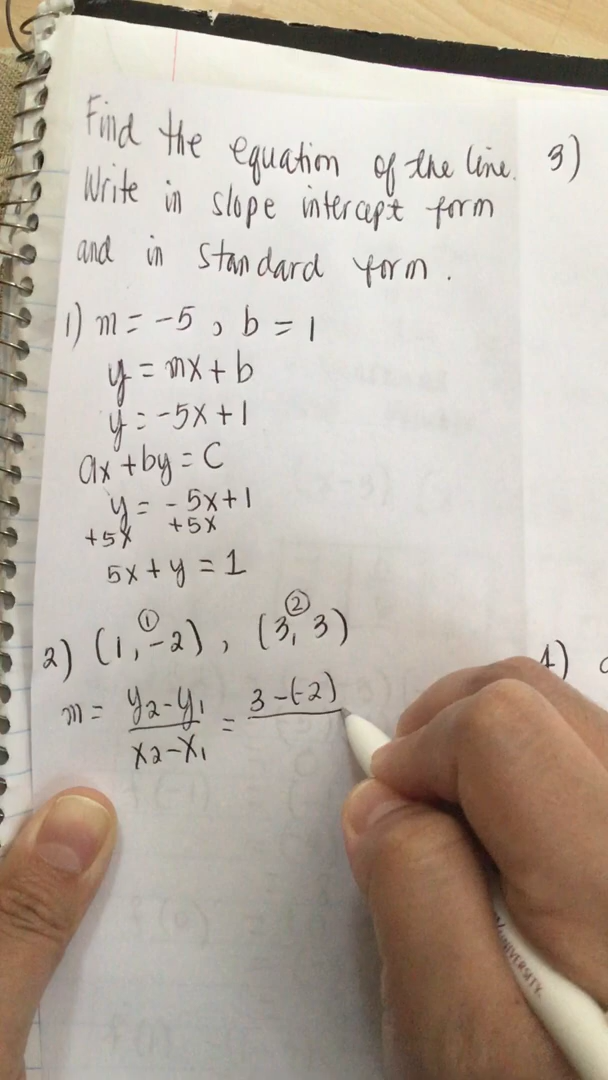 Find the equation of the line.
Write in slope intercept form
and in standard form.
1) m = -5, b = 1
y = mx + b
y = -5x + 1
ax + by = C
y = -5x + 1
+5x +5x
5x + y = 1
① ②
2) (1, -2), (3, 3)
m = y₂-y₁/x₂-x₁ = 3-(-2)
3)
4)
UNIVERSITY.